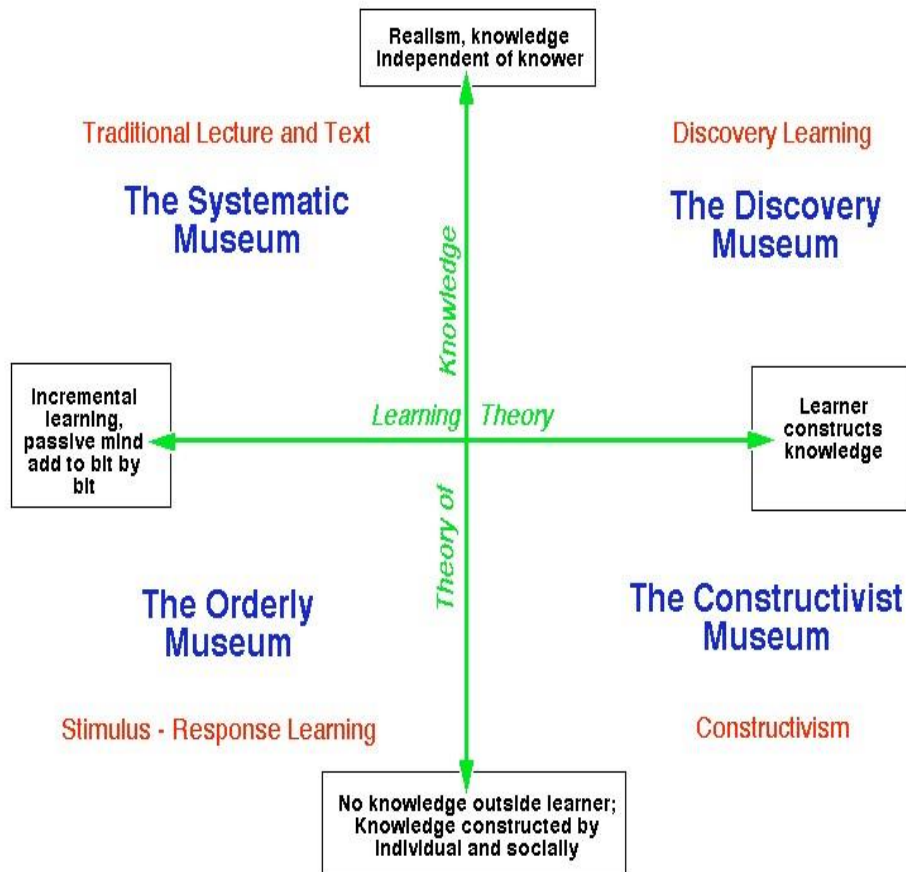 Realism, knowledge
independent of knower
Traditional Lecture and Text
Discovery Learning
The Systematic
Museum
The Discovery
Museum
Knowledge
Incremental
learning,
passive mind
add to bit by
bit
Learning Theory
Learner
constructs
knowledge
Theory of
The Orderly
Museum
The Constructivist
Museum
Stimulus - Response Learning
Constructivism
No knowledge outside learner;
Knowledge constructed by
individual and socially